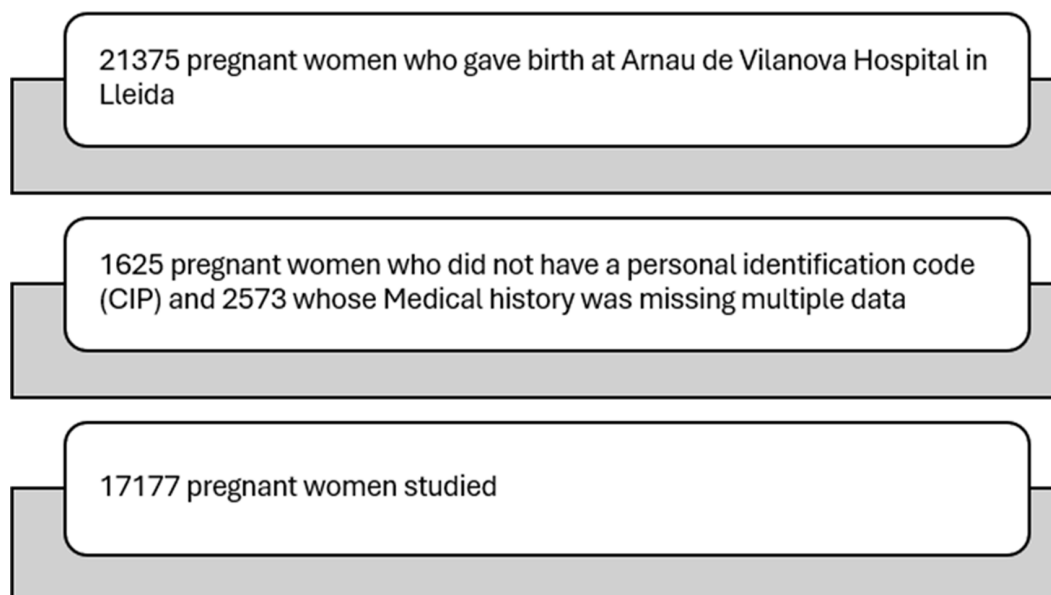 21375 pregnant women who gave birth at Arnau de Vilanova Hospital in
Lleida
1625 pregnant women who did not have a personal identification code
(CIP) and 2573 whose Medical history was missing multiple data
17177 pregnant women studied